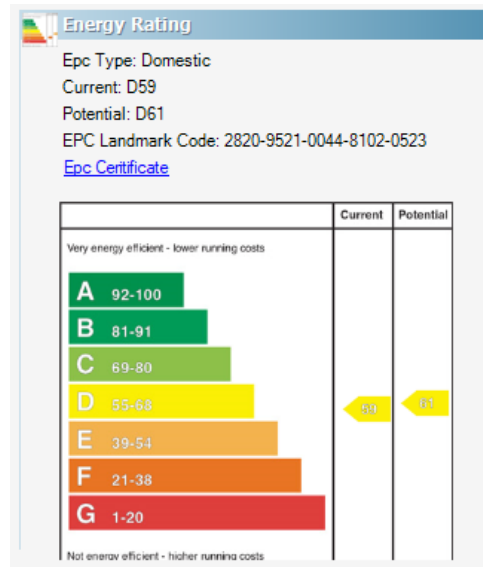 Energy Rating
Epc Type: Domestic
Current: D59
Potential: D61
EPC Landmark Code: 2820-9521-0044-8102-0523
Epc Ceritificate
Current Potential
Very energy efficient - lower running costs
A 92-100
B 81-91
C 69-80
D 55-68
59 61
E 39-54
F 21-38
G 1-20
Not energy efficient - higher running costs